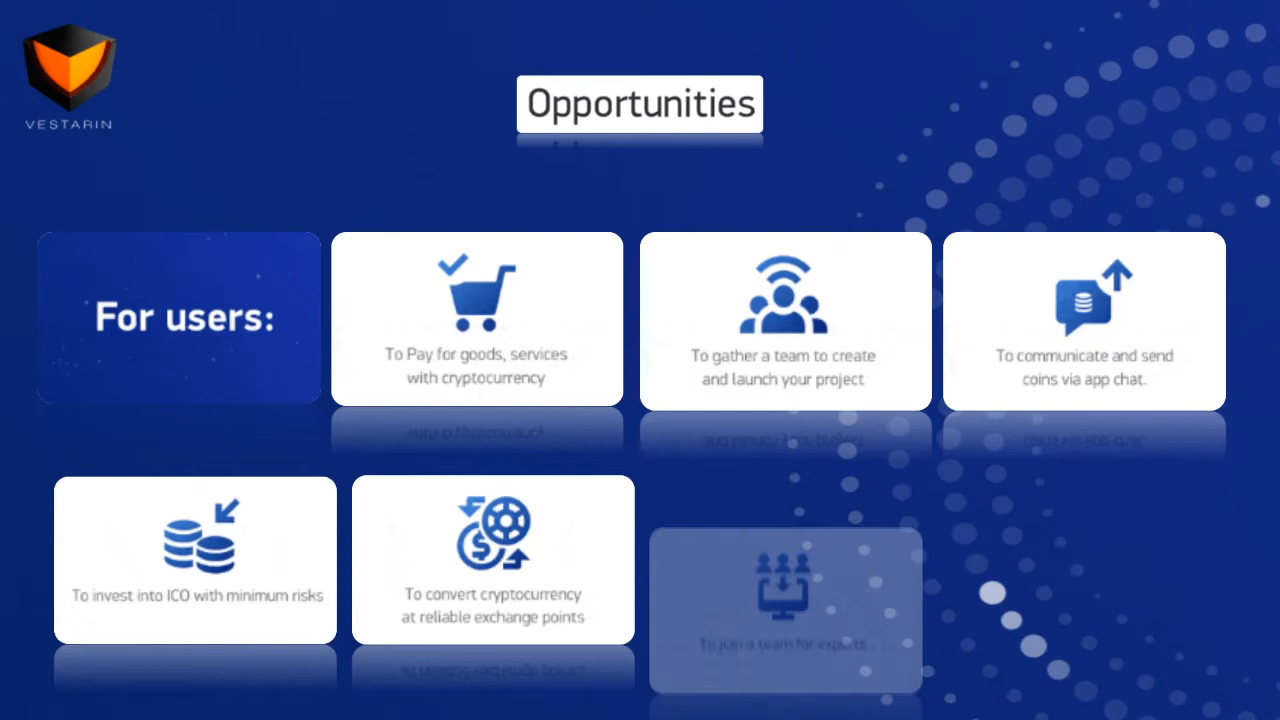 VESTARIN
Opportunities
For users:
To Pay for goods, services
with cryptocurrency
To gather a team to create
and launch your project
To communicate and send
coins via app chat.
To invest into ICO with minimum risks
To convert cryptocurrency
at reliable exchange points
To join a team for experts